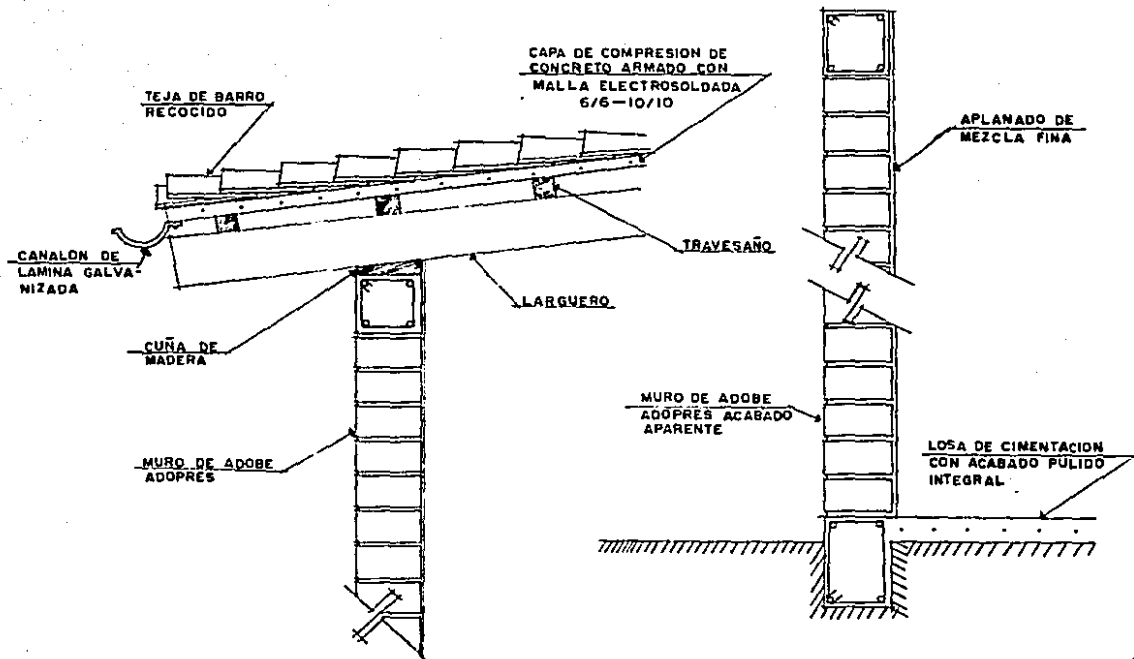 TEJA DE BARRO
RECOCIDO
CAPA DE COMPRESION DE
CONCRETO ARMADO CON
MALLA ELECTROSOLDADA
6/6-10/10
APLANADO DE
MEZCLA FINA
CANALON DE
LAMINA GALVA-
NIZADA
TRAVESAÑO
LARGUERO
CUÑA DE
MADERA
MURO DE ADOBE
ADOPRES
MURO DE ADOBE
ADOPRES ACABADO
APARENTE
LOSA DE CIMENTACION
CON ACABADO PULIDO
INTEGRAL